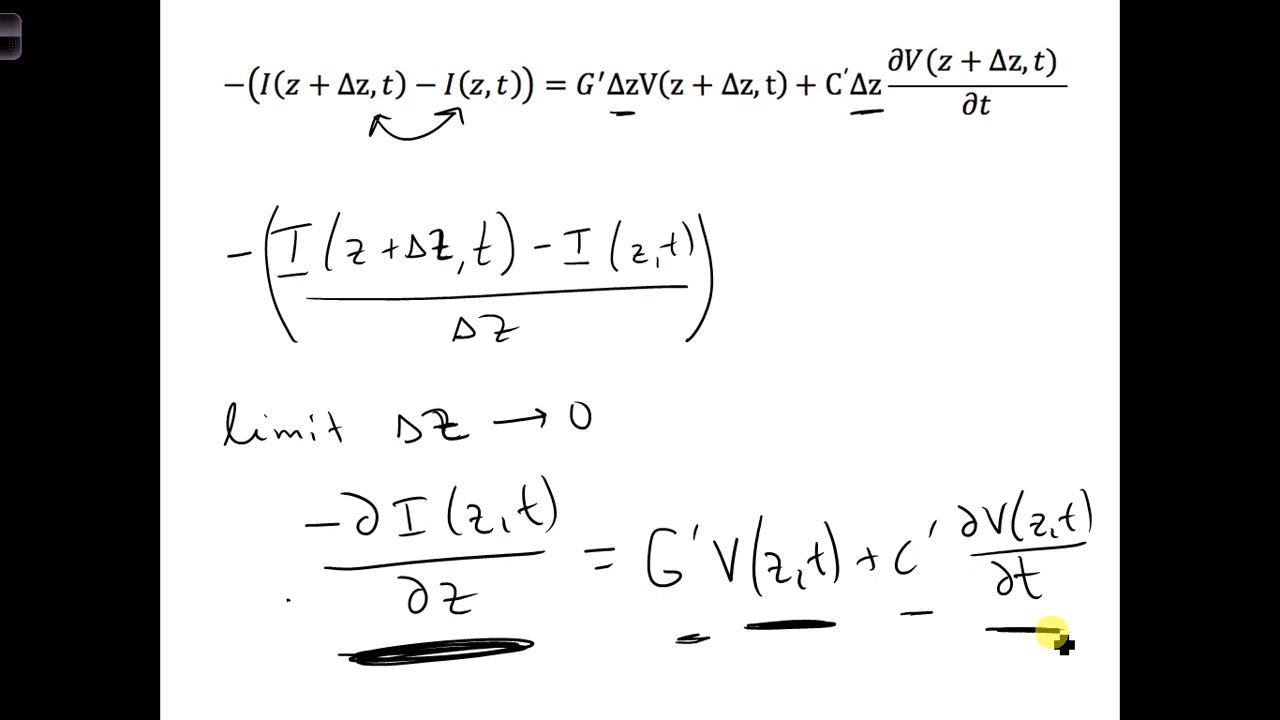 −(I(z + Δz, t) − I(z, t)) = G′ΔzV(z + Δz, t) + C′Δz ∂V(z + Δz, t)/∂t
−(I(z+Δz,t) − I(z,t) / Δz)
limit Δz → 0
−∂I(z,t)/∂z = G′V(z,t) + C′ ∂V(z,t)/∂t